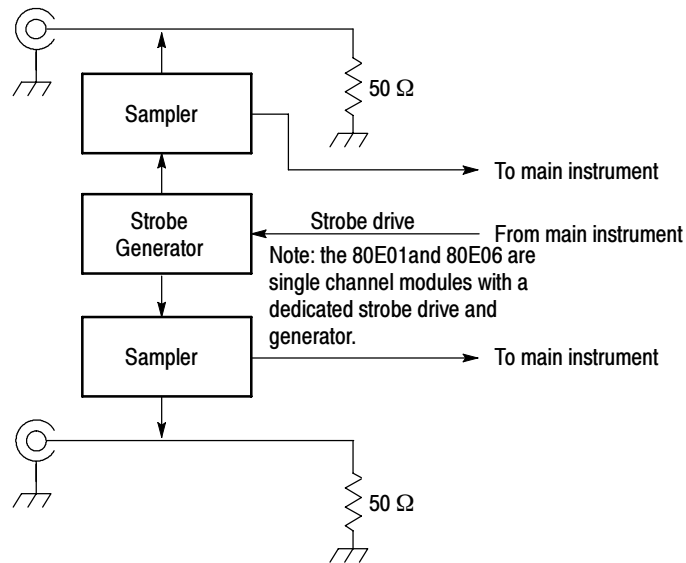 50 Ω
Sampler
To main instrument
Strobe
Generator
Strobe drive
From main instrument
Note: the 80E01and 80E06 are
single channel modules with a
dedicated strobe drive and
generator.
Sampler
To main instrument
50 Ω